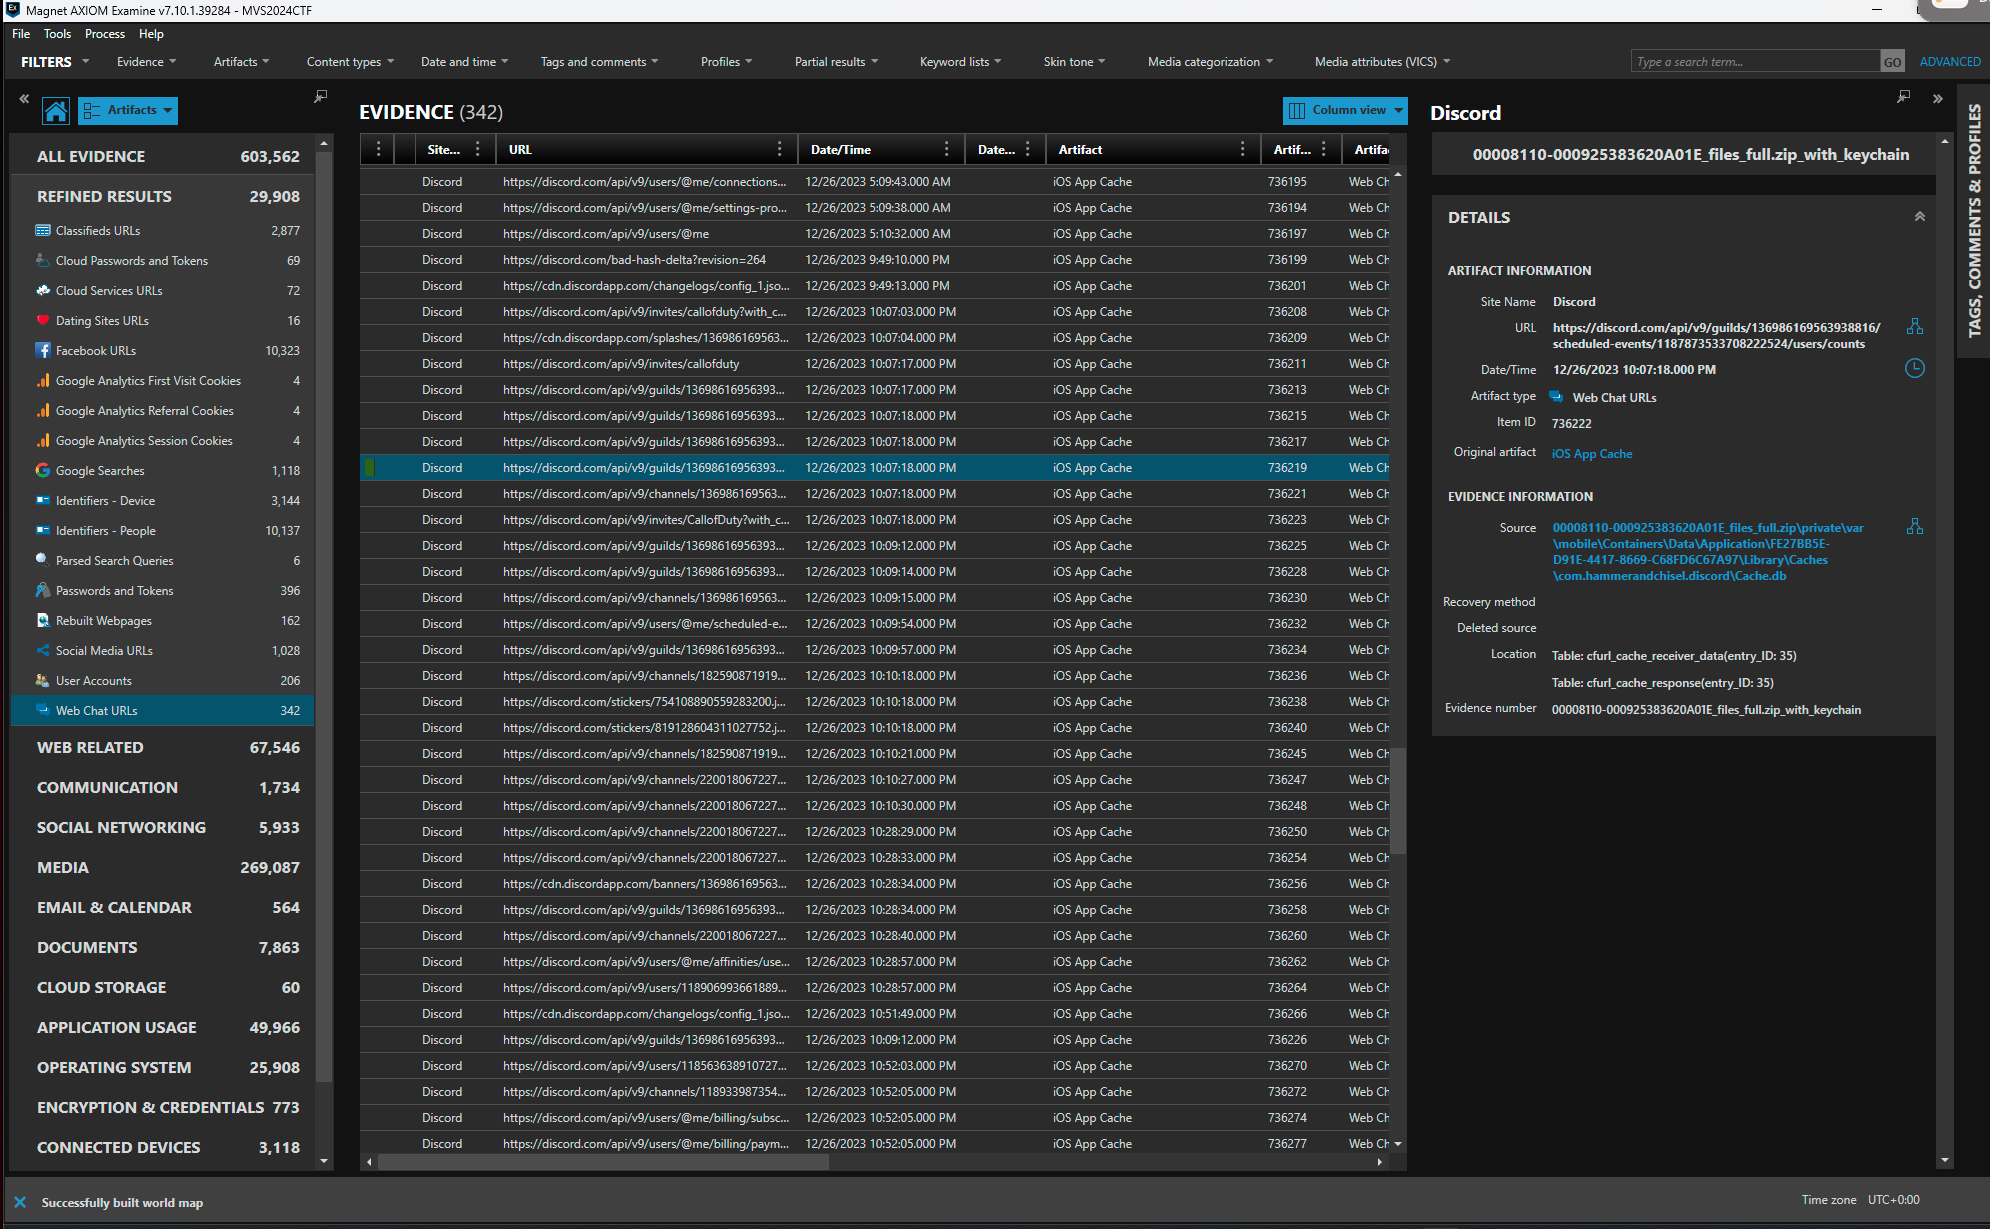 Magnet AXIOM Examine v7.10.1.39284 - MVS2024CTF
File Tools Process Help
FILTERS Evidence Artifacts Content types Date and time Tags and comments Profiles Partial results Keyword lists Skin tone Media categorization Media attributes (VICS) Type a search term... GO ADVANCED
Artifacts
ALL EVIDENCE 603,562
REFINED RESULTS 29,908
Classifieds URLs 2,877
Cloud Passwords and Tokens 69
Cloud Services URLs 72
Dating Sites URLs 16
Facebook URLs 10,323
Google Analytics First Visit Cookies 4
Google Analytics Referral Cookies 4
Google Analytics Session Cookies 4
Google Searches 1,118
Identifiers - Device 3,144
Identifiers - People 10,137
Parsed Search Queries 6
Passwords and Tokens 396
Rebuilt Webpages 162
Social Media URLs 1,028
User Accounts 206
Web Chat URLs 342
WEB RELATED 67,546
COMMUNICATION 1,734
SOCIAL NETWORKING 5,933
MEDIA 269,087
EMAIL & CALENDAR 564
DOCUMENTS 7,863
CLOUD STORAGE 60
APPLICATION USAGE 49,966
OPERATING SYSTEM 25,908
ENCRYPTION & CREDENTIALS 773
CONNECTED DEVICES 3,118
EVIDENCE (342)
Column view
Site... URL Date/Time Date... Artifact Artif... Artifa
Discord https://discord.com/api/v9/users/@me/connections... 12/26/2023 5:09:43.000 AM iOS App Cache 736195 Web Ch
Discord https://discord.com/api/v9/users/@me/settings-pro... 12/26/2023 5:09:38.000 AM iOS App Cache 736194 Web Ch
Discord https://discord.com/api/v9/users/@me 12/26/2023 5:10:32.000 AM iOS App Cache 736197 Web Ch
Discord https://discord.com/bad-hash-delta?revision=264 12/26/2023 9:49:10.000 PM iOS App Cache 736199 Web Ch
Discord https://cdn.discordapp.com/changelogs/config_1.jso... 12/26/2023 9:49:13.000 PM iOS App Cache 736201 Web Ch
Discord https://discord.com/api/v9/invites/callofduty?with_c... 12/26/2023 10:07:03.000 PM iOS App Cache 736208 Web Ch
Discord https://cdn.discordapp.com/splashes/136986169563... 12/26/2023 10:07:04.000 PM iOS App Cache 736209 Web Ch
Discord https://discord.com/api/v9/invites/callofduty 12/26/2023 10:07:17.000 PM iOS App Cache 736211 Web Ch
Discord https://discord.com/api/v9/guilds/13698616956393... 12/26/2023 10:07:17.000 PM iOS App Cache 736213 Web Ch
Discord https://discord.com/api/v9/guilds/13698616956393... 12/26/2023 10:07:18.000 PM iOS App Cache 736215 Web Ch
Discord https://discord.com/api/v9/guilds/13698616956393... 12/26/2023 10:07:18.000 PM iOS App Cache 736217 Web Ch
Discord https://discord.com/api/v9/guilds/13698616956393... 12/26/2023 10:07:18.000 PM iOS App Cache 736219 Web Ch
Discord https://discord.com/api/v9/channels/136986169563... 12/26/2023 10:07:18.000 PM iOS App Cache 736221 Web Ch
Discord https://discord.com/api/v9/invites/CallofDuty?with_c... 12/26/2023 10:07:18.000 PM iOS App Cache 736223 Web Ch
Discord https://discord.com/api/v9/guilds/13698616956393... 12/26/2023 10:09:12.000 PM iOS App Cache 736225 Web Ch
Discord https://discord.com/api/v9/guilds/13698616956393... 12/26/2023 10:09:14.000 PM iOS App Cache 736228 Web Ch
Discord https://discord.com/api/v9/channels/136986169563... 12/26/2023 10:09:15.000 PM iOS App Cache 736230 Web Ch
Discord https://discord.com/api/v9/users/@me/scheduled-e... 12/26/2023 10:09:54.000 PM iOS App Cache 736232 Web Ch
Discord https://discord.com/api/v9/guilds/13698616956393... 12/26/2023 10:09:57.000 PM iOS App Cache 736234 Web Ch
Discord https://discord.com/api/v9/channels/182590871919... 12/26/2023 10:10:18.000 PM iOS App Cache 736236 Web Ch
Discord https://discord.com/stickers/754108890559283200.j... 12/26/2023 10:10:18.000 PM iOS App Cache 736238 Web Ch
Discord https://discord.com/stickers/819128604311027752.j... 12/26/2023 10:10:18.000 PM iOS App Cache 736240 Web Ch
Discord https://discord.com/api/v9/channels/182590871919... 12/26/2023 10:10:21.000 PM iOS App Cache 736245 Web Ch
Discord https://discord.com/api/v9/channels/220018067227... 12/26/2023 10:10:27.000 PM iOS App Cache 736247 Web Ch
Discord https://discord.com/api/v9/channels/220018067227... 12/26/2023 10:10:30.000 PM iOS App Cache 736248 Web Ch
Discord https://discord.com/api/v9/channels/220018067227... 12/26/2023 10:28:29.000 PM iOS App Cache 736250 Web Ch
Discord https://discord.com/api/v9/channels/220018067227... 12/26/2023 10:28:33.000 PM iOS App Cache 736254 Web Ch
Discord https://cdn.discordapp.com/banners/136986169563... 12/26/2023 10:28:34.000 PM iOS App Cache 736256 Web Ch
Discord https://discord.com/api/v9/guilds/13698616956393... 12/26/2023 10:28:34.000 PM iOS App Cache 736258 Web Ch
Discord https://discord.com/api/v9/channels/220018067227... 12/26/2023 10:28:40.000 PM iOS App Cache 736260 Web Ch
Discord https://discord.com/api/v9/users/@me/affinities/use... 12/26/2023 10:28:57.000 PM iOS App Cache 736262 Web Ch
Discord https://discord.com/api/v9/users/118906993661889... 12/26/2023 10:28:57.000 PM iOS App Cache 736264 Web Ch
Discord https://cdn.discordapp.com/changelogs/config_1.jso... 12/26/2023 10:51:49.000 PM iOS App Cache 736266 Web Ch
Discord https://discord.com/api/v9/guilds/13698616956393... 12/26/2023 10:09:12.000 PM iOS App Cache 736226 Web Ch
Discord https://discord.com/api/v9/users/118563638910727... 12/26/2023 10:52:03.000 PM iOS App Cache 736270 Web Ch
Discord https://discord.com/api/v9/channels/118933987354... 12/26/2023 10:52:05.000 PM iOS App Cache 736272 Web Ch
Discord https://discord.com/api/v9/users/@me/billing/subsc... 12/26/2023 10:52:05.000 PM iOS App Cache 736274 Web Ch
Discord https://discord.com/api/v9/users/@me/billing/paym... 12/26/2023 10:52:05.000 PM iOS App Cache 736277 Web Ch
Discord
00008110-000925383620A01E_files_full.zip_with_keychain
DETAILS
ARTIFACT INFORMATION
Site Name Discord
URL https://discord.com/api/v9/guilds/136986169563938816/
scheduled-events/1187873533708222524/users/counts
Date/Time 12/26/2023 10:07:18.000 PM
Artifact type Web Chat URLs
Item ID 736222
Original artifact iOS App Cache
EVIDENCE INFORMATION
Source 00008110-000925383620A01E_files_full.zip\private\var
\mobile\Containers\Data\Application\FE27BB5E-
D91E-4417-8669-C68FD6C67A97\Library\Caches
\com.hammerandchisel.discord\Cache.db
Recovery method
Deleted source
Location Table: cfurl_cache_receiver_data(entry_ID: 35)
Table: cfurl_cache_response(entry_ID: 35)
Evidence number 00008110-000925383620A01E_files_full.zip_with_keychain
TAGS, COMMENTS & PROFILES
Successfully built world map
Time zone UTC+0:00